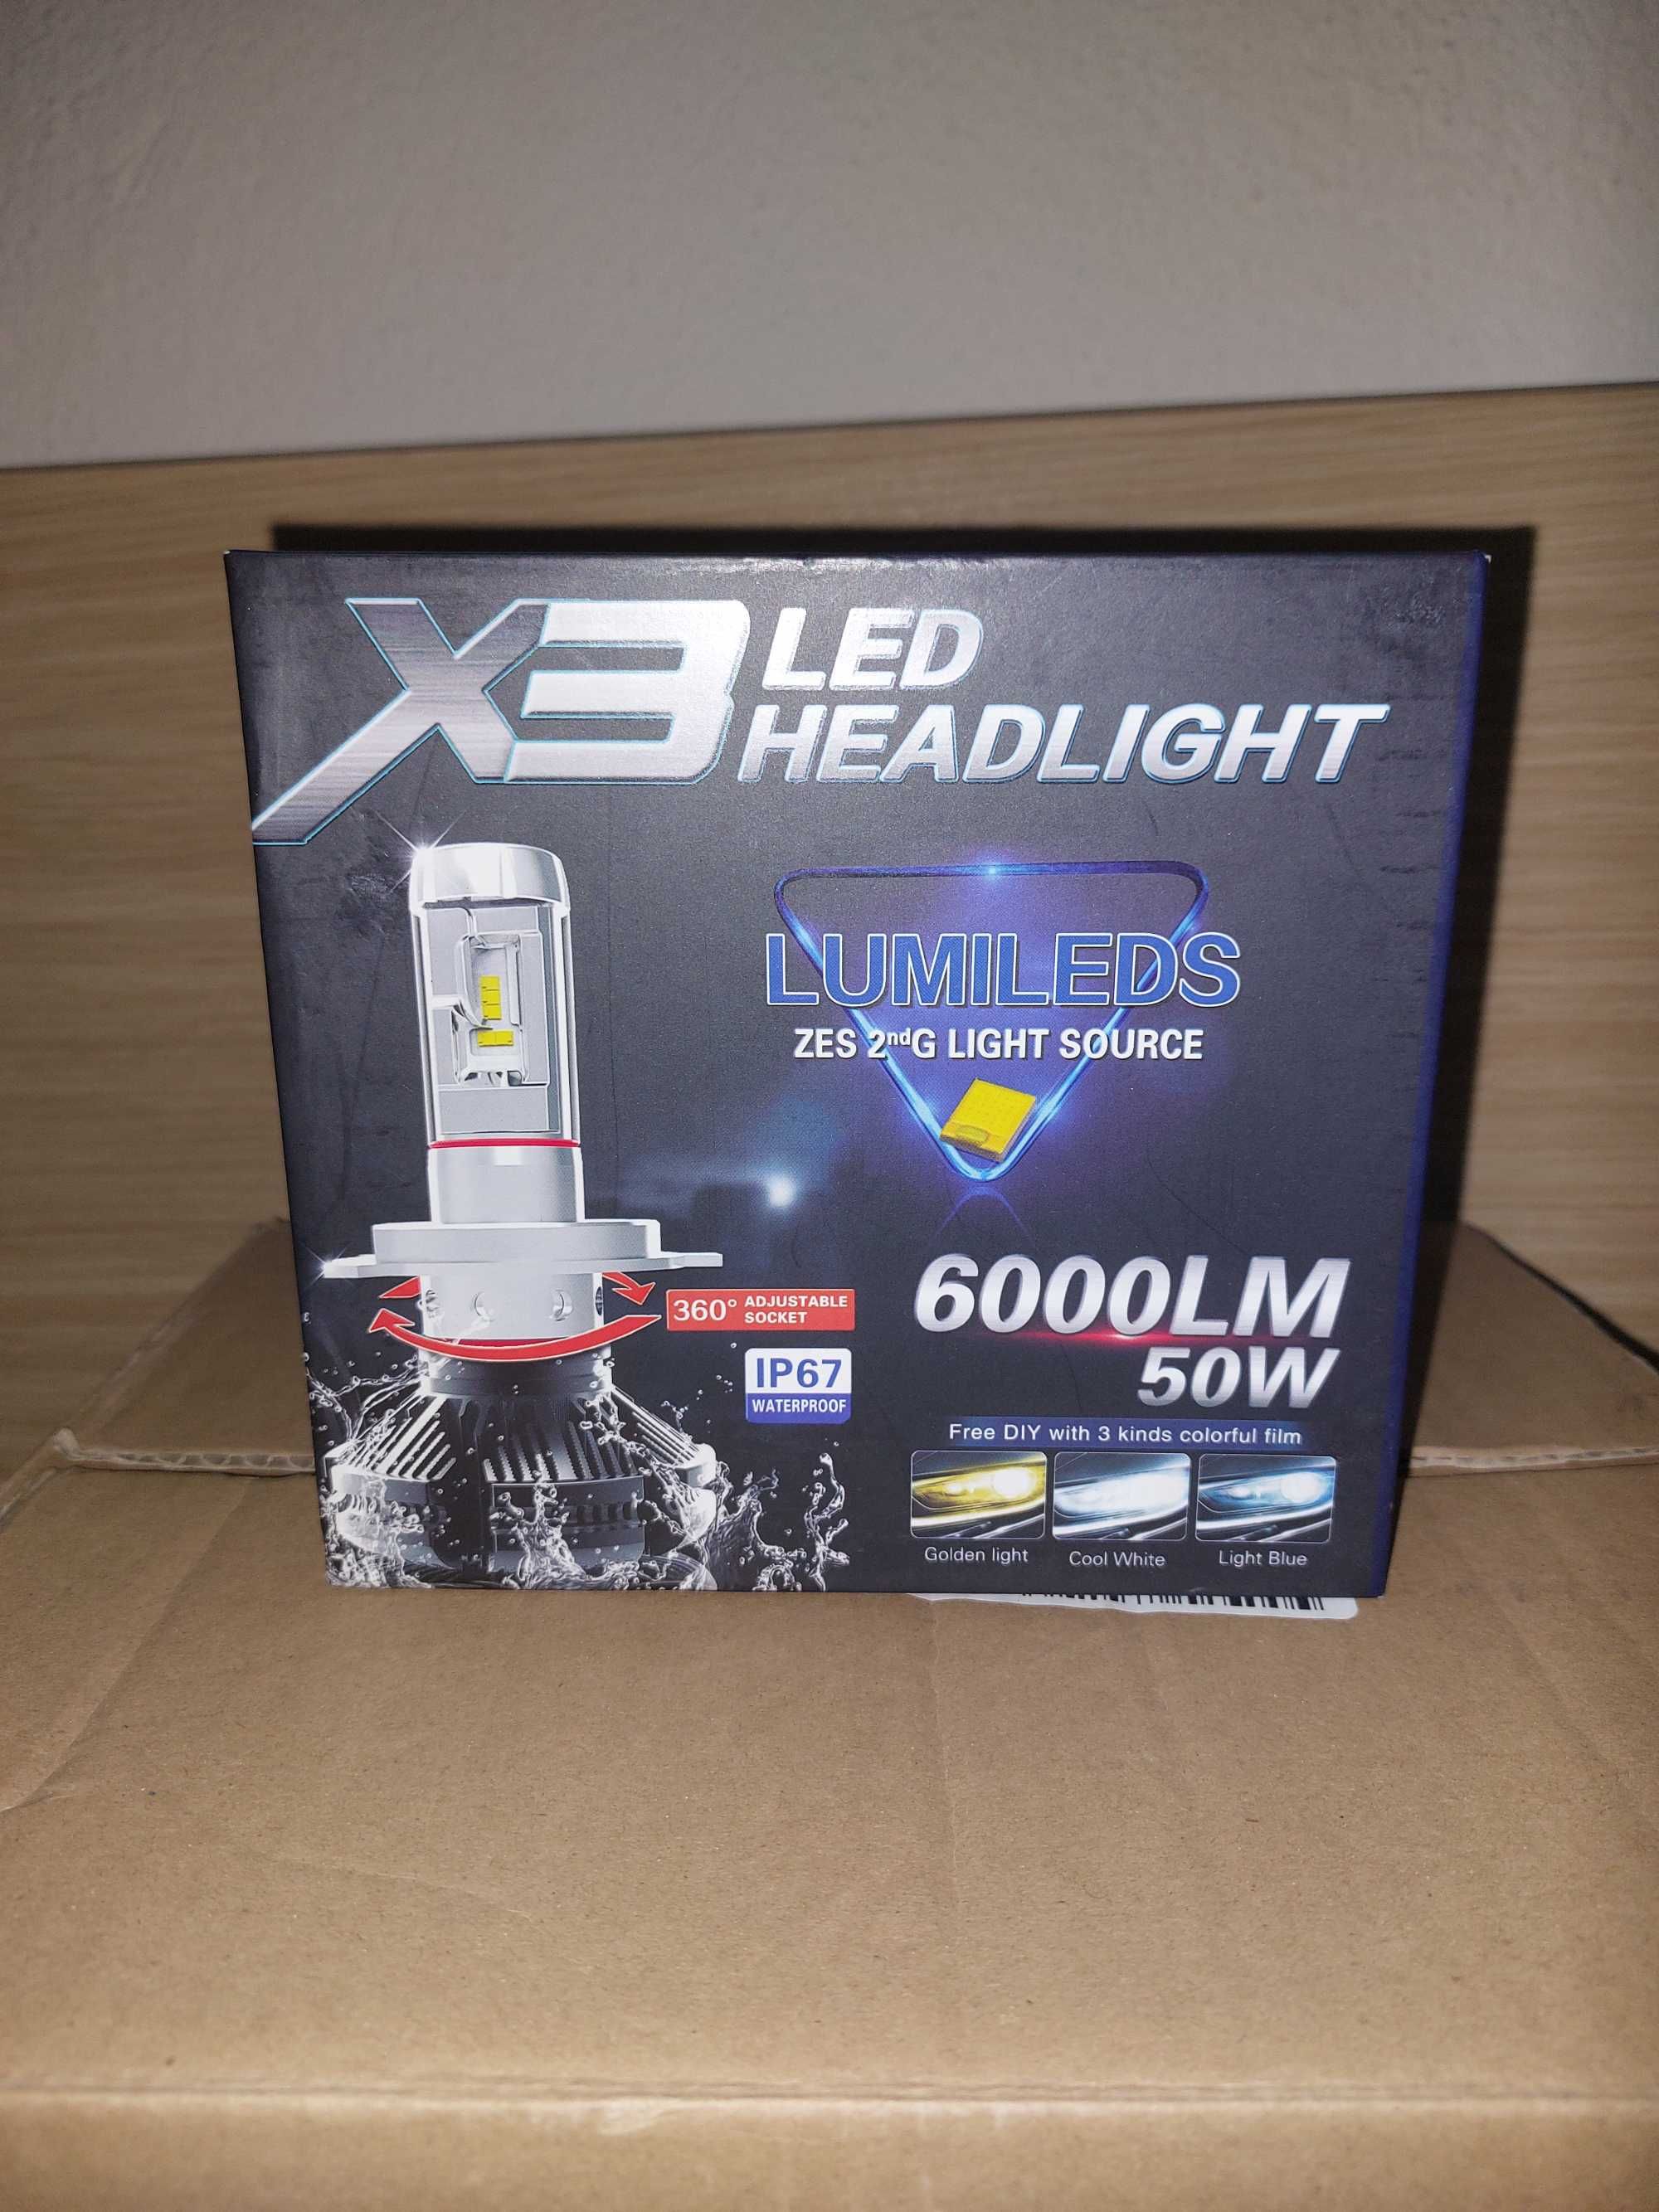 X3 LED
HEADLIGHT
LUMILEDS
ZES 2ndG LIGHT SOURCE
360° ADJUSTABLE
SOCKET
IP67
WATERPROOF
6000LM
50W
Free DIY with 3 kinds colorful film
Golden light
Cool White
Light Blue